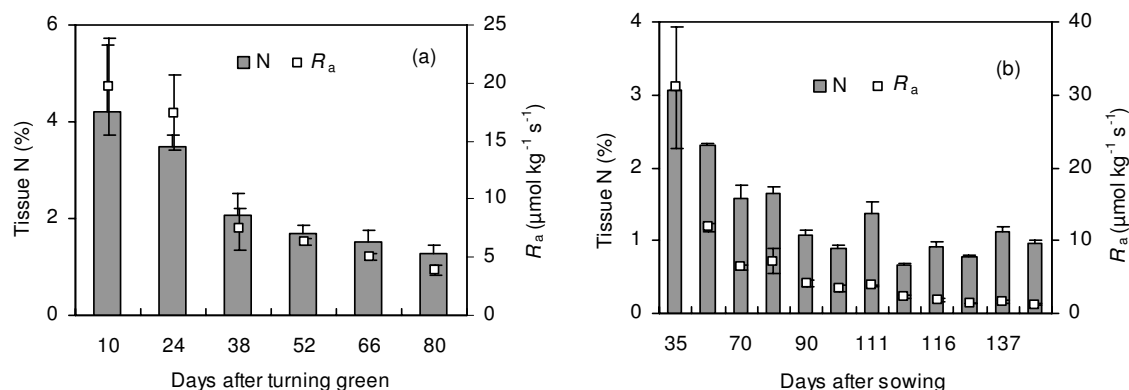 6
4
2
0
Tissue N (%)
N
Ra
(a)
25
20
15
10
5
0
Ra (µmol kg-1 s-1)
10 24 38 52 66 80
Days after turning green
4
3
2
1
0
Tissue N (%)
N
Ra
(b)
40
30
20
10
0
Ra (µmol kg-1 s-1)
35 70 90 111 116 137
Days after sowing